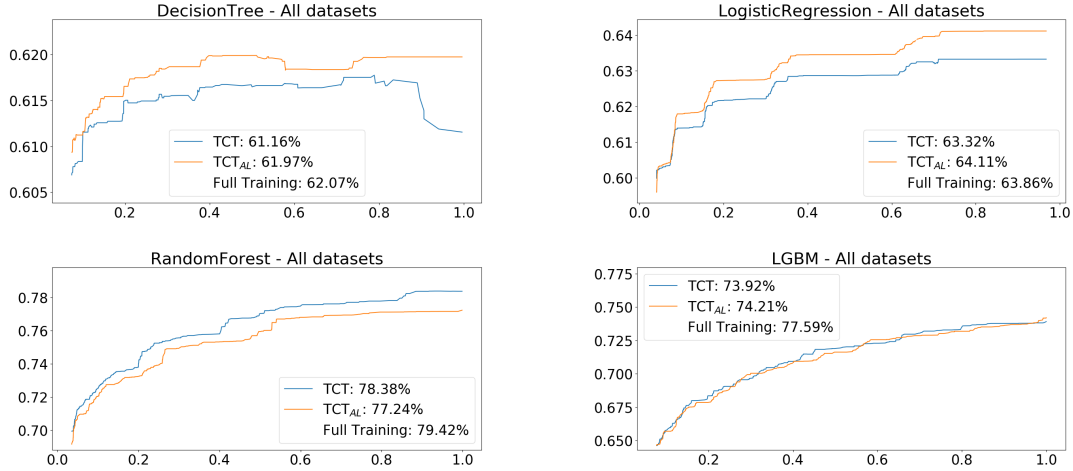 DecisionTree - All datasets
0.620
0.615
0.610
0.605
TCT: 61.16%
TCT_AL: 61.97%
Full Training: 62.07%
0.2 0.4 0.6 0.8 1.0
LogisticRegression - All datasets
0.64
0.63
0.62
0.61
0.60
TCT: 63.32%
TCT_AL: 64.11%
Full Training: 63.86%
0.0 0.2 0.4 0.6 0.8 1.0
RandomForest - All datasets
0.78
0.76
0.74
0.72
0.70
TCT: 78.38%
TCT_AL: 77.24%
Full Training: 79.42%
0.0 0.2 0.4 0.6 0.8 1.0
LGBM - All datasets
0.775
0.750
0.725
0.700
0.675
0.650
TCT: 73.92%
TCT_AL: 74.21%
Full Training: 77.59%
0.2 0.4 0.6 0.8 1.0